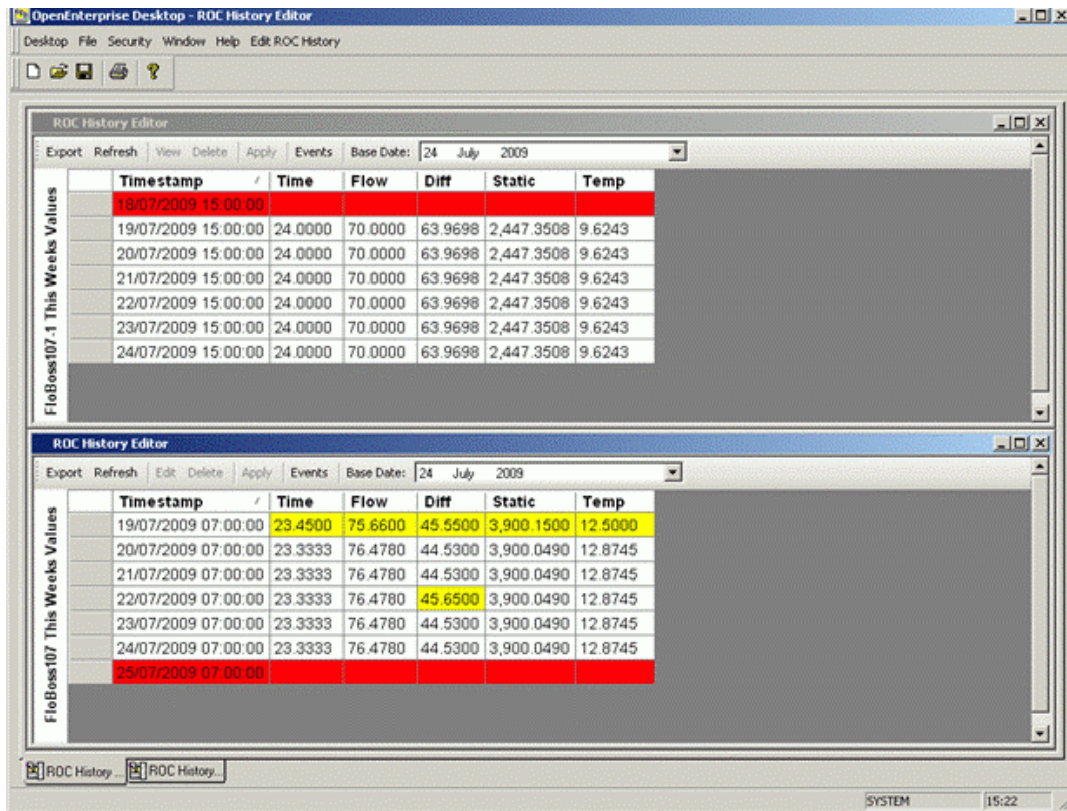 OpenEnterprise Desktop - ROC History Editor
Desktop File Security Window Help Edit ROC History
ROC History Editor
Export Refresh View Delete Apply Events Base Date: 24 July 2009
Timestamp / Time Flow Diff Static Temp
18/07/2009 15:00:00
19/07/2009 15:00:00 24.0000 70.0000 63.9698 2,447.3508 9.6243
20/07/2009 15:00:00 24.0000 70.0000 63.9698 2,447.3508 9.6243
21/07/2009 15:00:00 24.0000 70.0000 63.9698 2,447.3508 9.6243
22/07/2009 15:00:00 24.0000 70.0000 63.9698 2,447.3508 9.6243
23/07/2009 15:00:00 24.0000 70.0000 63.9698 2,447.3508 9.6243
24/07/2009 15:00:00 24.0000 70.0000 63.9698 2,447.3508 9.6243
FloBoss107.1 This Weeks Values
ROC History Editor
Export Refresh Edit Delete Apply Events Base Date: 24 July 2009
Timestamp / Time Flow Diff Static Temp
19/07/2009 07:00:00 23.4500 75.6600 45.5500 3,900.1500 12.5000
20/07/2009 07:00:00 23.3333 76.4780 44.5300 3,900.0490 12.8745
21/07/2009 07:00:00 23.3333 76.4780 44.5300 3,900.0490 12.8745
22/07/2009 07:00:00 23.3333 76.4780 45.6500 3,900.0490 12.8745
23/07/2009 07:00:00 23.3333 76.4780 44.5300 3,900.0490 12.8745
24/07/2009 07:00:00 23.3333 76.4780 44.5300 3,900.0490 12.8745
25/07/2009 07:00:00
FloBoss107 This Weeks Values
ROC History ... ROC History...
SYSTEM 15:22